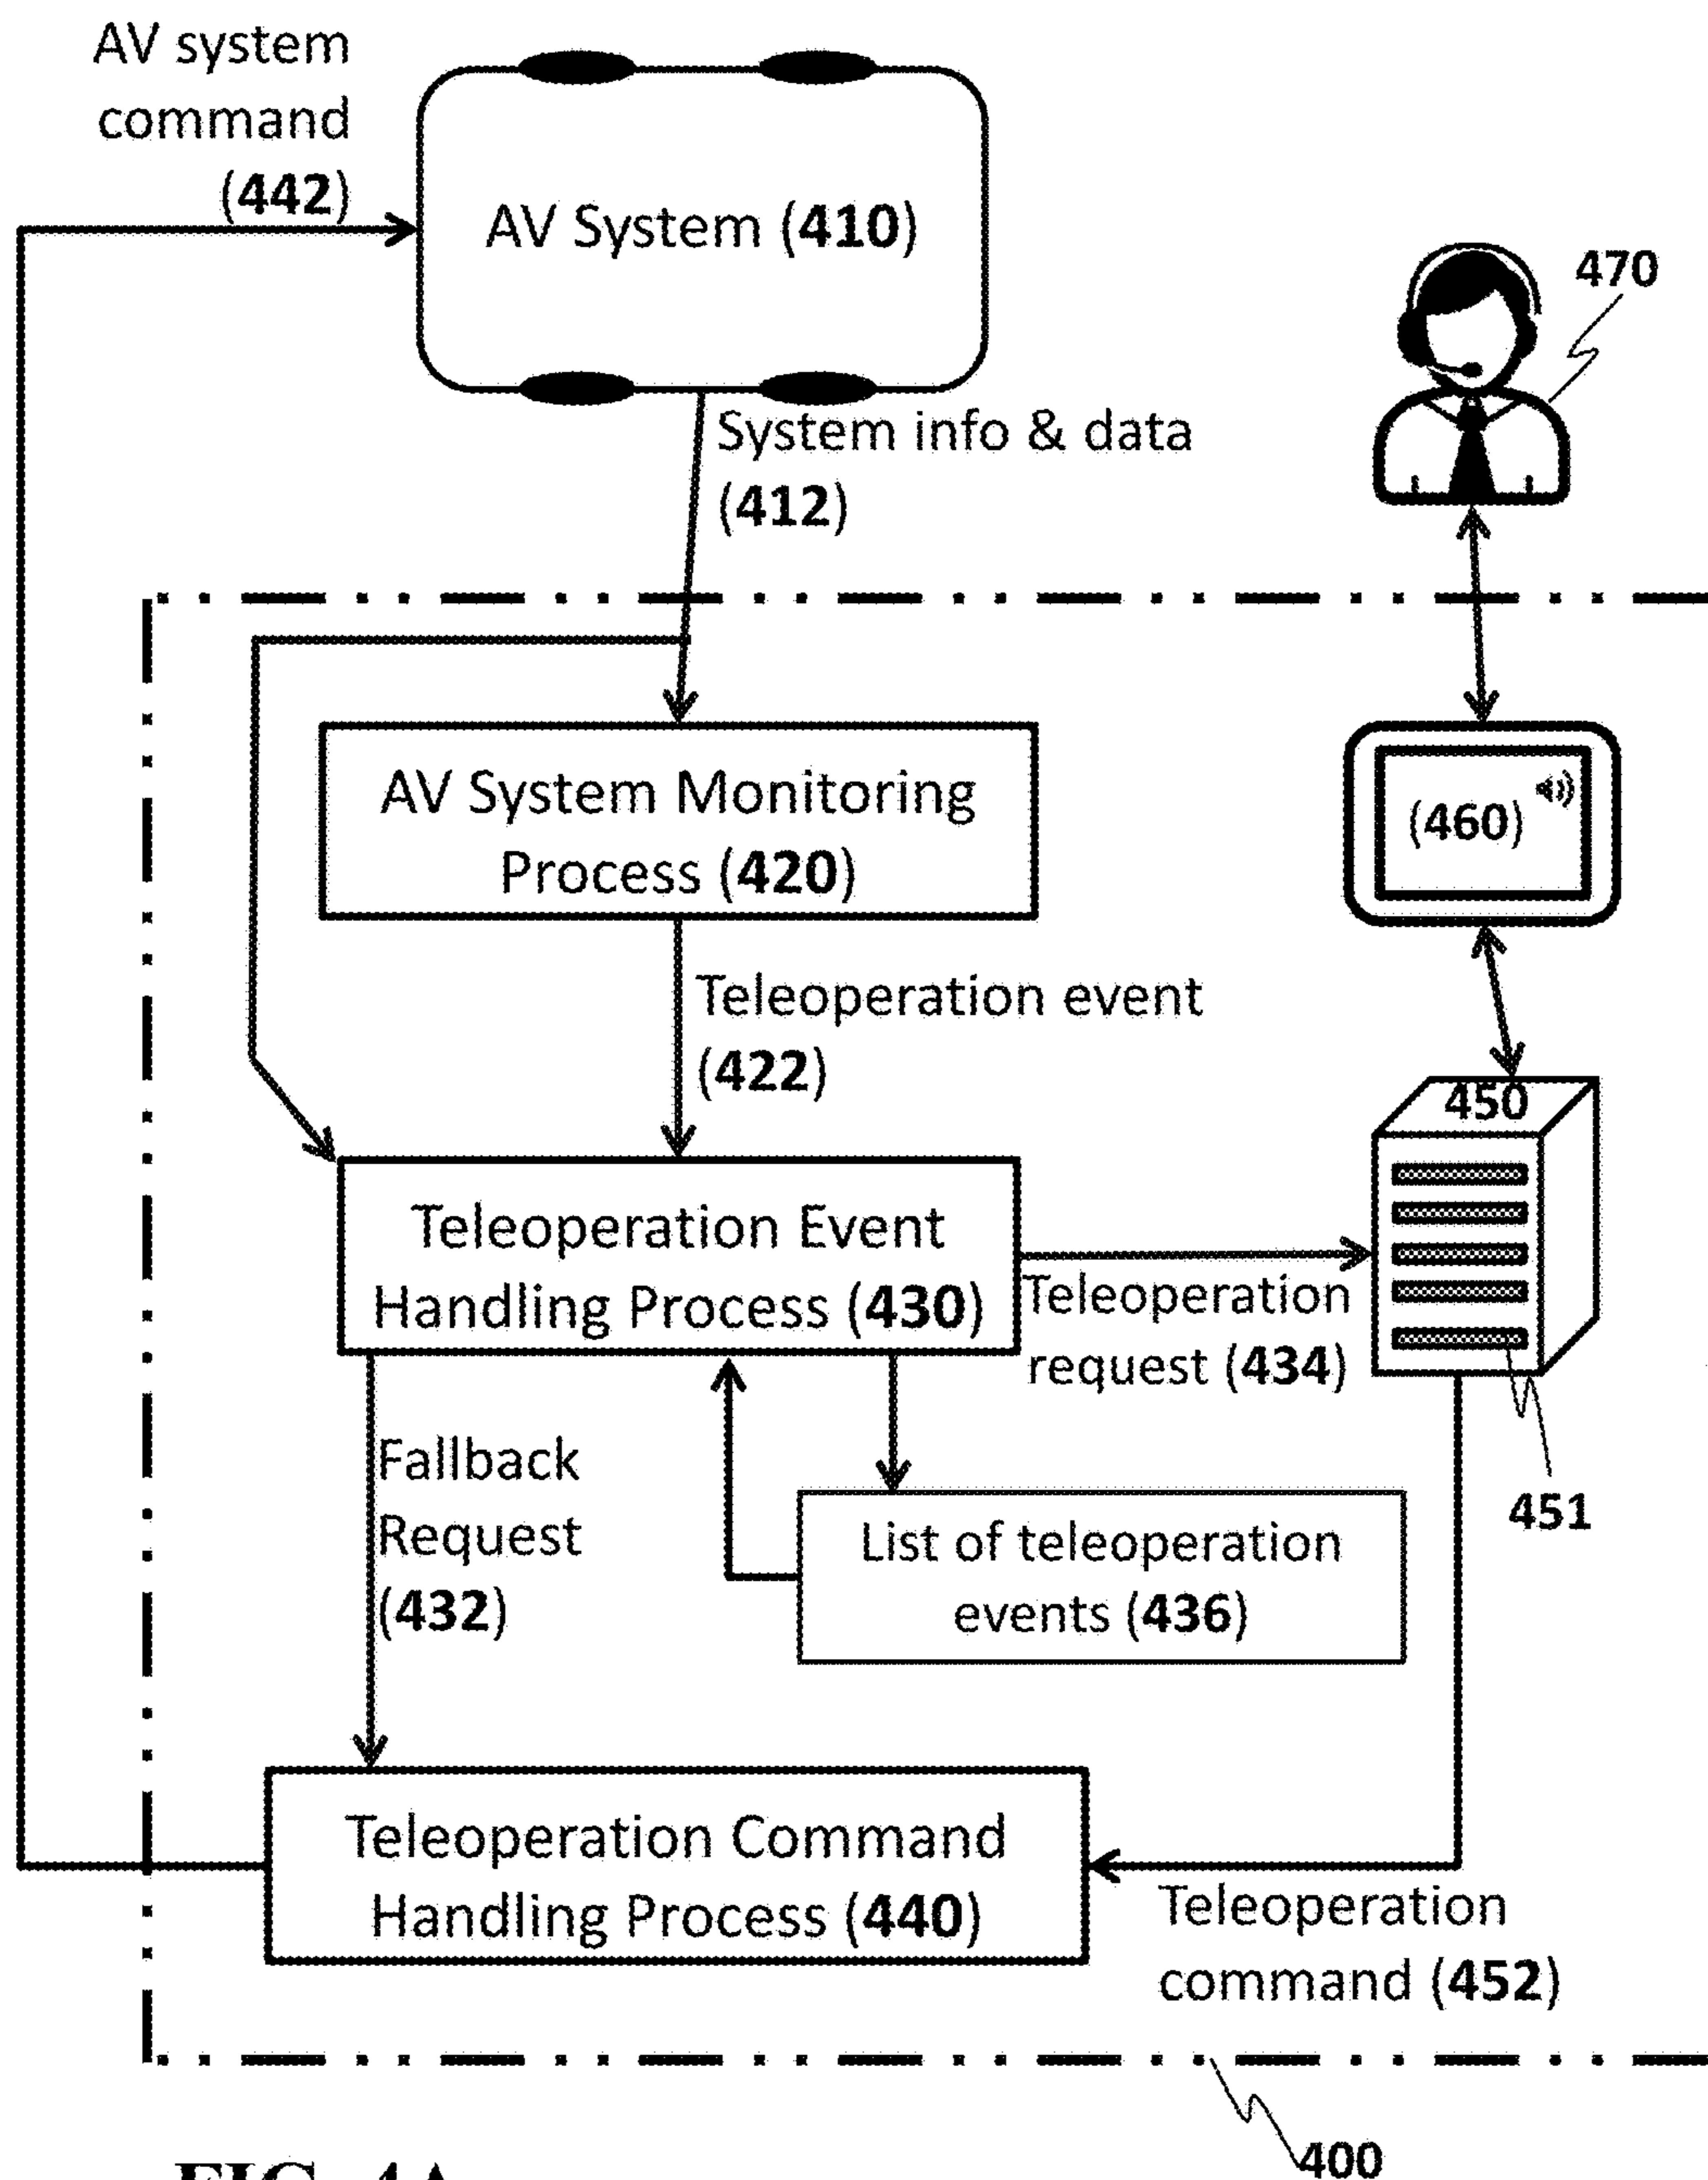 AV system
command
(442)
AV System (410)
470
System info & data
(412)
AV System Monitoring
Process (420)
(460)
Teleoperation event
(422)
450
Teleoperation Event
Handling Process (430)
Teleoperation
request (434)
Fallback
Request
(432)
451
List of teleoperation
events (436)
Teleoperation Command
Handling Process (440)
Teleoperation
command (452)
400
FIG. 4A